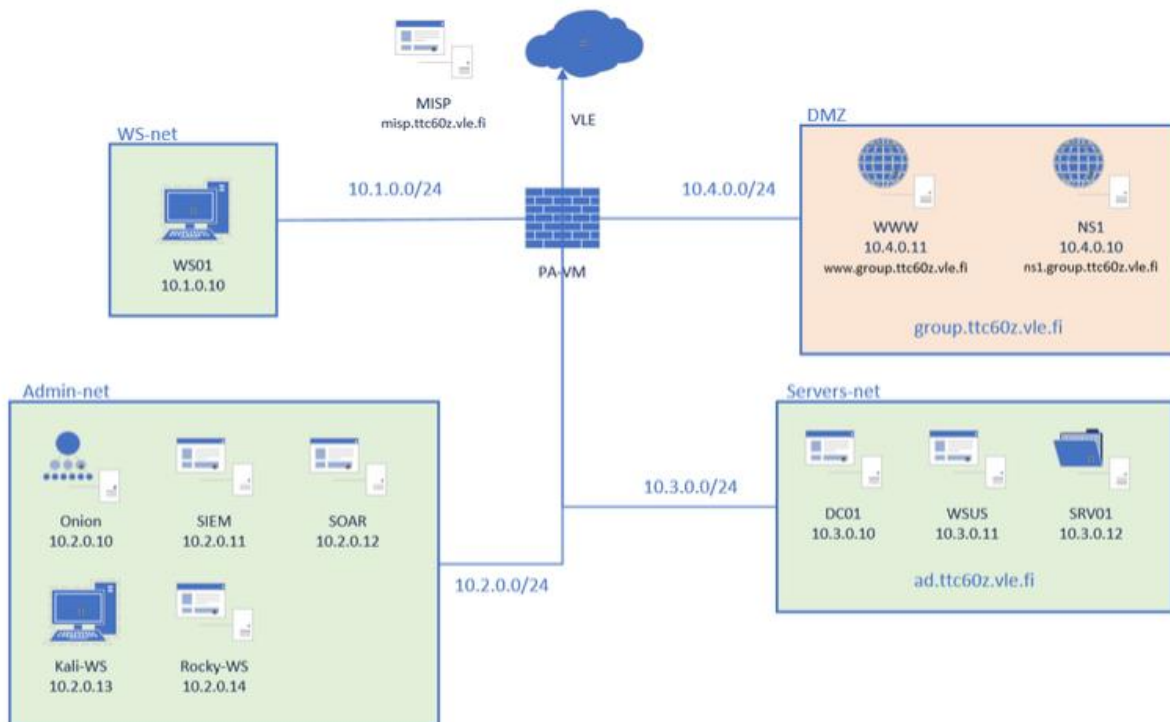 MISP
misp.ttc60z.vle.fi
VLE
WS-net
WS01
10.1.0.10
10.1.0.0/24
PA-VM
10.4.0.0/24
DMZ
WWW
10.4.0.11
www.group.ttc60z.vle.fi
NS1
10.4.0.10
ns1.group.ttc60z.vle.fi
group.ttc60z.vle.fi
Admin-net
Onion
10.2.0.10
SIEM
10.2.0.11
SOAR
10.2.0.12
Kali-WS
10.2.0.13
Rocky-WS
10.2.0.14
10.2.0.0/24
10.3.0.0/24
Servers-net
DC01
10.3.0.10
WSUS
10.3.0.11
SRV01
10.3.0.12
ad.ttc60z.vle.fi